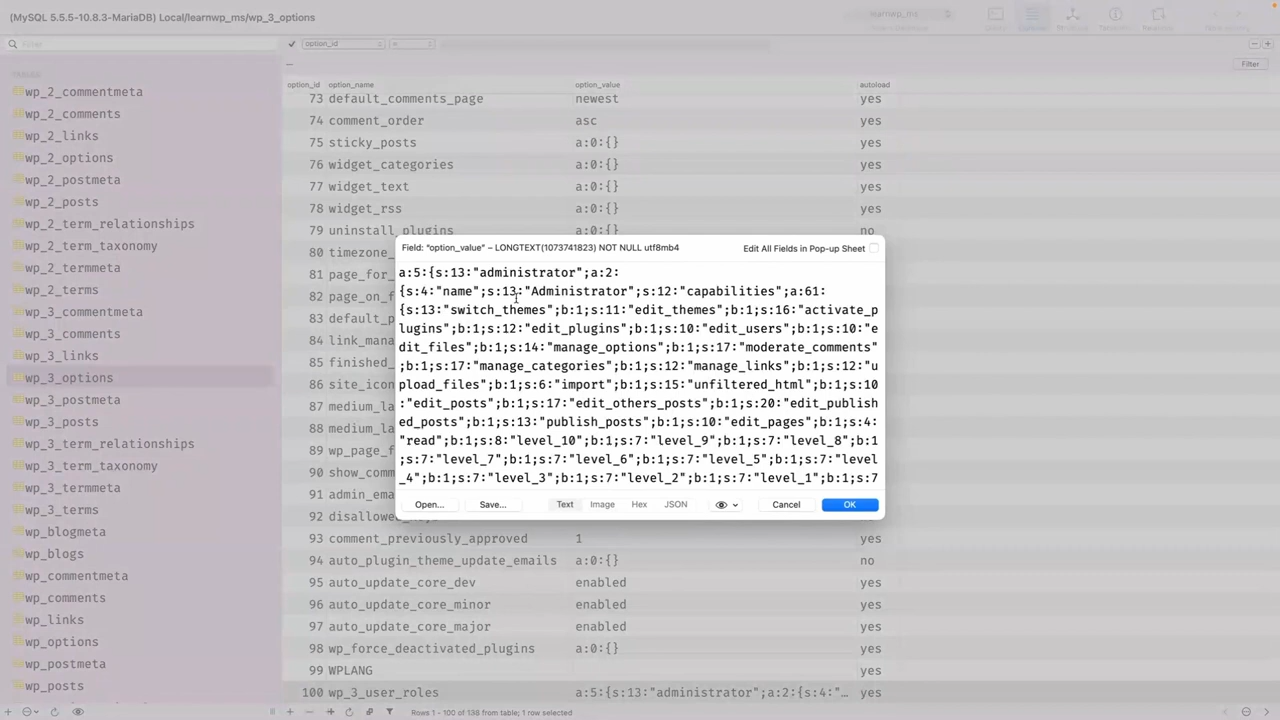 (MySQL 5.5.5-10.8.3-MariaDB) Local/learnwp_ms/wp_3_options
learnwp_ms
Filter
option_id
Filter
TABLES
option_id option_name option_value autoload
wp_2_commentmeta
wp_2_comments
wp_2_links
wp_2_options
wp_2_postmeta
wp_2_posts
wp_2_term_relationships
wp_2_term_taxonomy
wp_2_termmeta
wp_2_terms
wp_3_commentmeta
wp_3_comments
wp_3_links
wp_3_options
wp_3_postmeta
wp_3_posts
wp_3_term_relationships
wp_3_term_taxonomy
wp_3_termmeta
wp_3_terms
wp_blogmeta
wp_blogs
wp_commentmeta
wp_comments
wp_links
wp_options
wp_postmeta
wp_posts
73 default_comments_page newest yes
74 comment_order asc yes
75 sticky_posts a:0:{} yes
76 widget_categories a:0:{} yes
77 widget_text a:0:{} yes
78 widget_rss a:0:{} yes
79 uninstall_plugins a:0:{} no
80 timezone_
81 page_for_
82 page_on_f
83 default_p
84 link_mana
85 finished_
86 site_icon
87 medium_la
88 medium_la
89 wp_page_f
90 show_comm
91 admin_ema
92 disallowe
93 comment_previously_approved 1 yes
94 auto_plugin_theme_update_emails a:0:{} no
95 auto_update_core_dev enabled yes
96 auto_update_core_minor enabled yes
97 auto_update_core_major enabled yes
98 wp_force_deactivated_plugins a:0:{} yes
99 WPLANG yes
100 wp_3_user_roles a:5:{s:13:"administrator";a:2:{s:4:"… yes
Field: "option_value" – LONGTEXT(1073741823) NOT NULL utf8mb4 Edit All Fields in Pop-up Sheet
a:5:{s:13:"administrator";a:2:
{s:4:"name";s:13:"Administrator";s:12:"capabilities";a:61:
{s:13:"switch_themes";b:1;s:11:"edit_themes";b:1;s:16:"activate_p
lugins";b:1;s:12:"edit_plugins";b:1;s:10:"edit_users";b:1;s:10:"e
dit_files";b:1;s:14:"manage_options";b:1;s:17:"moderate_comments"
;b:1;s:17:"manage_categories";b:1;s:12:"manage_links";b:1;s:12:"u
pload_files";b:1;s:6:"import";b:1;s:15:"unfiltered_html";b:1;s:10
:"edit_posts";b:1;s:17:"edit_others_posts";b:1;s:20:"edit_publish
ed_posts";b:1;s:13:"publish_posts";b:1;s:10:"edit_pages";b:1;s:4:
"read";b:1;s:8:"level_10";b:1;s:7:"level_9";b:1;s:7:"level_8";b:1
;s:7:"level_7";b:1;s:7:"level_6";b:1;s:7:"level_5";b:1;s:7:"level
_4";b:1;s:7:"level_3";b:1;s:7:"level_2";b:1;s:7:"level_1";b:1;s:7
Open... Save... Text Image Hex JSON Cancel OK
Rows 1 - 100 of 138 from table; 1 row selected